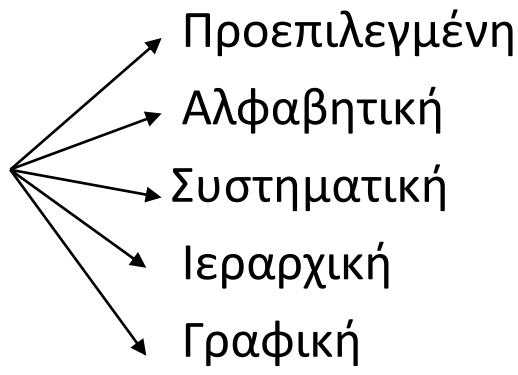 Προεπιλεγμένη
Αλφαβητική
Συστηματική
Ιεραρχική
Γραφική